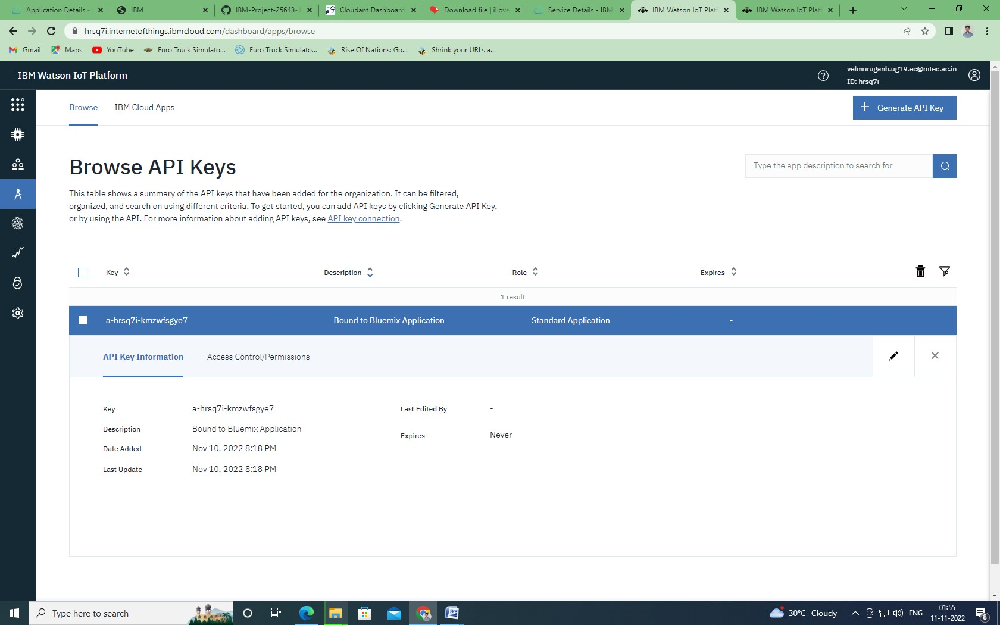 Application Details -
IBM
IBM-Project-25643-1
Cloudant Dashboard
Download file | iLove
Service Details - IBM
IBM Watson IoT Platf
IBM Watson IoT Platf
hrsq7i.internetofthings.ibmcloud.com/dashboard/apps/browse
Gmail
Maps
YouTube
Euro Truck Simulato...
Euro Truck Simulato...
Rise Of Nations: Go...
Shrink your URLs a...
IBM Watson IoT Platform
velmuruganb.ug19.ec@mtec.ac.in
ID: hrsq7i
Browse
IBM Cloud Apps
+ Generate API Key
Browse API Keys
Type the app description to search for
This table shows a summary of the API keys that have been added for the organization. It can be filtered,
organized, and search on using different criteria. To get started, you can add API keys by clicking Generate API Key,
or by using the API. For more information about adding API keys, see API key connection.
Key
Description
Role
Expires
1 result
a-hrsq7i-kmzwfsgye7
Bound to Bluemix Application
Standard Application
-
API Key Information
Access Control/Permissions
Key
a-hrsq7i-kmzwfsgye7
Last Edited By
-
Description
Bound to Bluemix Application
Expires
Never
Date Added
Nov 10, 2022 8:18 PM
Last Update
Nov 10, 2022 8:18 PM
Type here to search
30°C Cloudy
ENG
01:55
11-11-2022
8